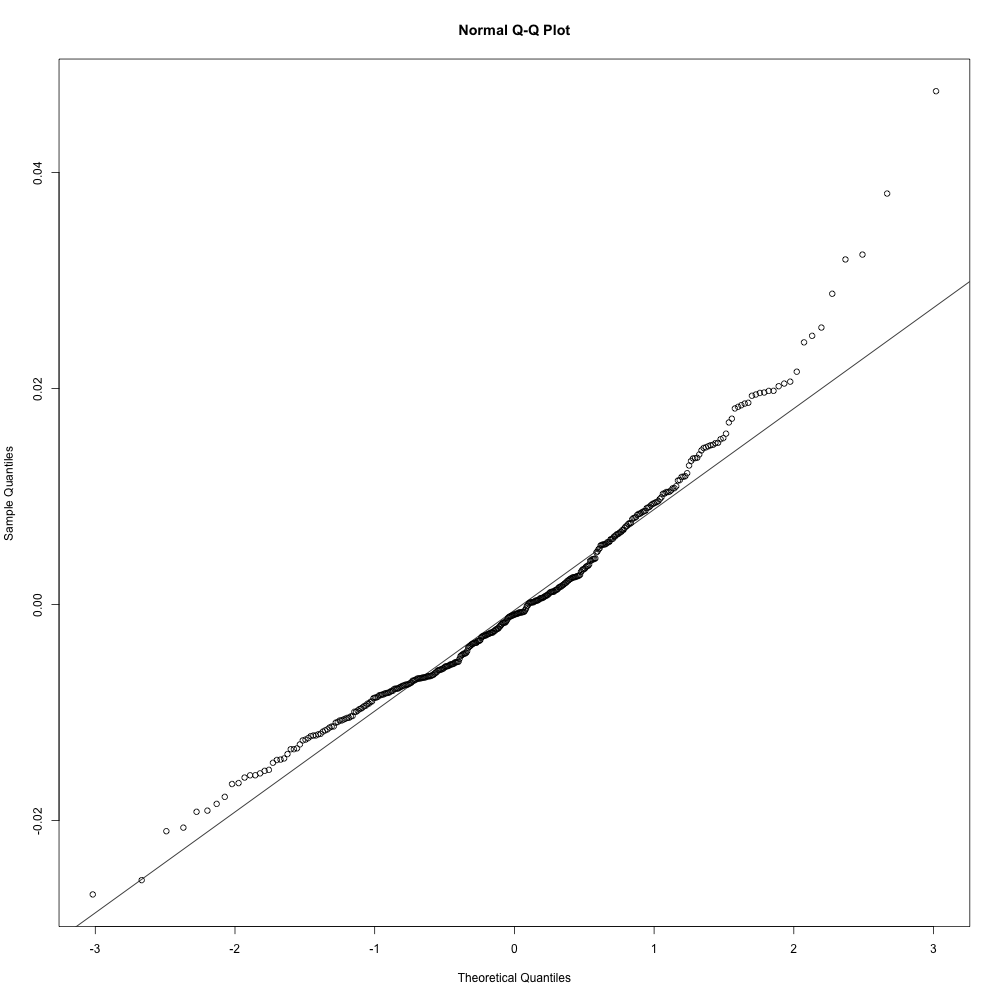 Normal Q-Q Plot
Sample Quantiles
0.04
0.02
0.00
-0.02
-3 -2 -1 0 1 2 3
Theoretical Quantiles